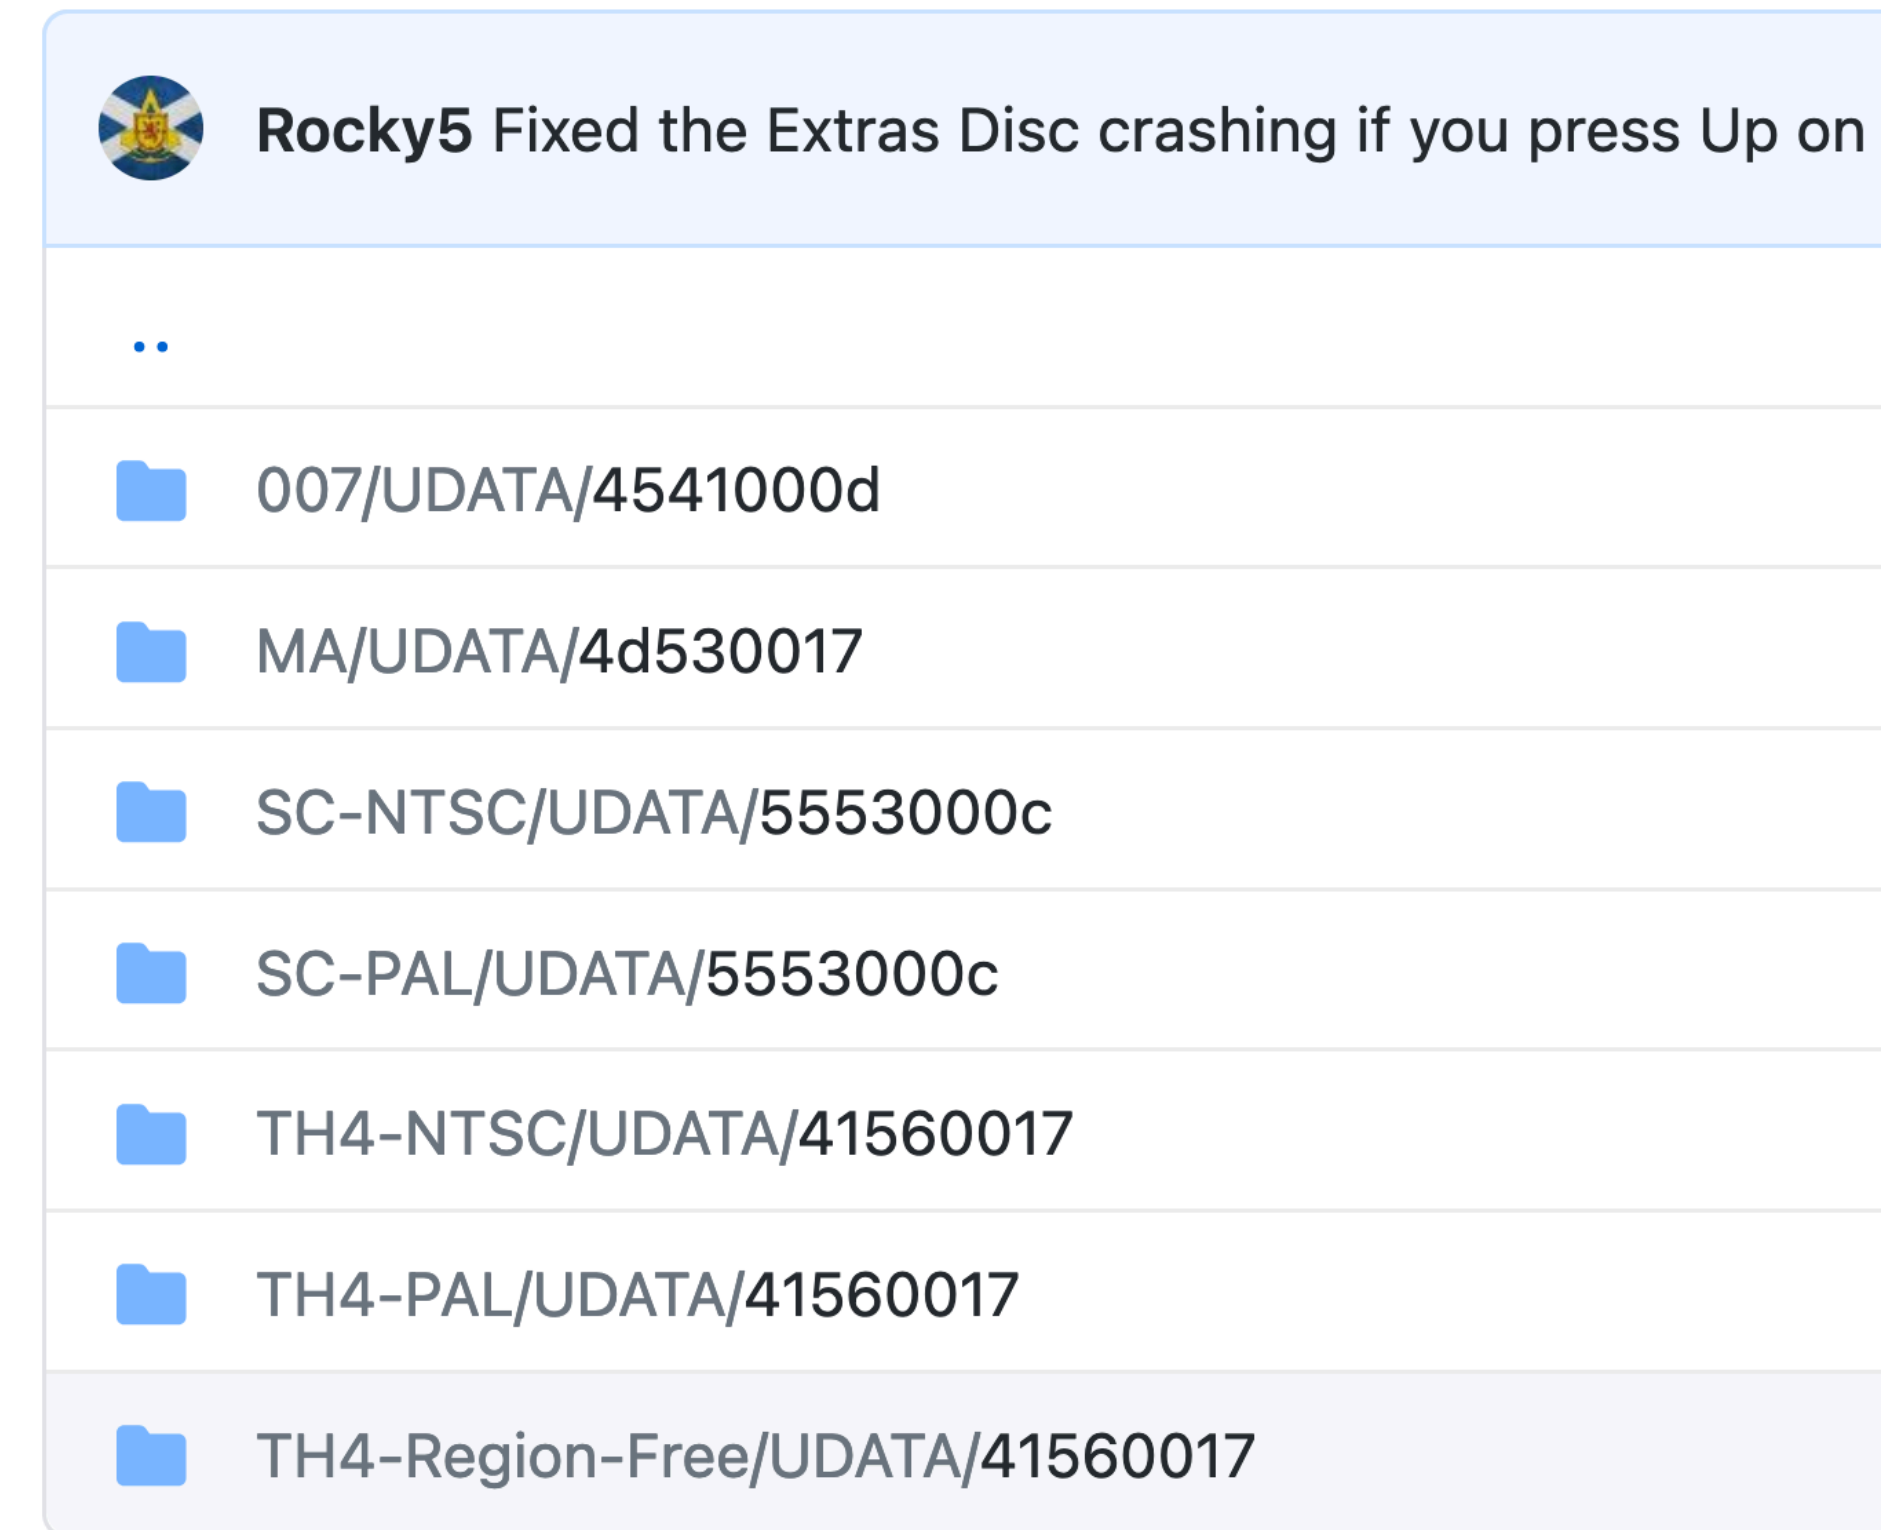 Rocky5 Fixed the Extras Disc crashing if you press Up on
..
007/UDATA/4541000d
MA/UDATA/4d530017
SC-NTSC/UDATA/5553000c
SC-PAL/UDATA/5553000c
TH4-NTSC/UDATA/41560017
TH4-PAL/UDATA/41560017
TH4-Region-Free/UDATA/41560017